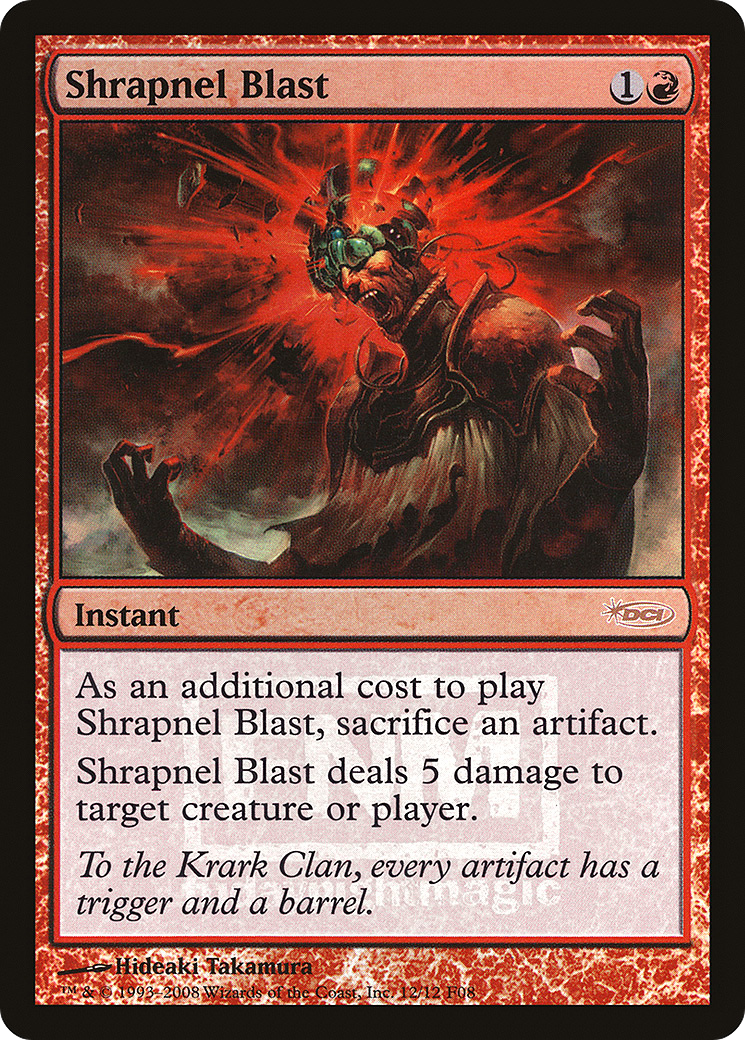 Shrapnel Blast 1
Instant DCI
As an additional cost to play
Shrapnel Blast, sacrifice an artifact.
Shrapnel Blast deals 5 damage to
target creature or player.
FNM
To the Krark Clan, every artifact has a
trigger and a barrel.
fridaynightmagic
Hideaki Takamura
™ & © 1993-2008 Wizards of the Coast, Inc. 12/12 F08